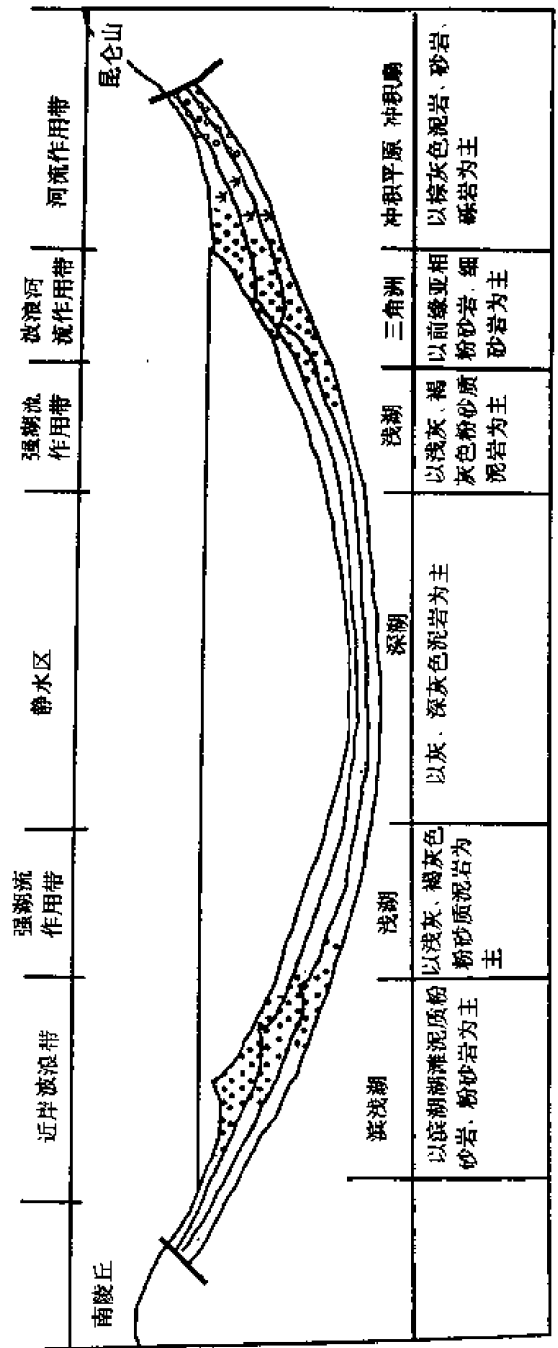 南陵丘
昆仑山
近岸波浪带
强湖流
作用带
静水区
强湖流
作用带
波浪河
流作用带
河流作用带
滨浅湖
浅湖
深湖
浅湖
三角洲
冲积平原 冲积扇
以滨湖湖滩泥质粉
砂岩、粉砂岩为主
以浅灰、褐灰色
粉砂质泥岩为
主
以灰、深灰色泥岩为主
以浅灰、褐
灰色粉砂质
泥岩为主
以前缘亚相
粉砂岩、细
砂岩为主
以棕灰色泥岩、砂岩、
砾岩为主